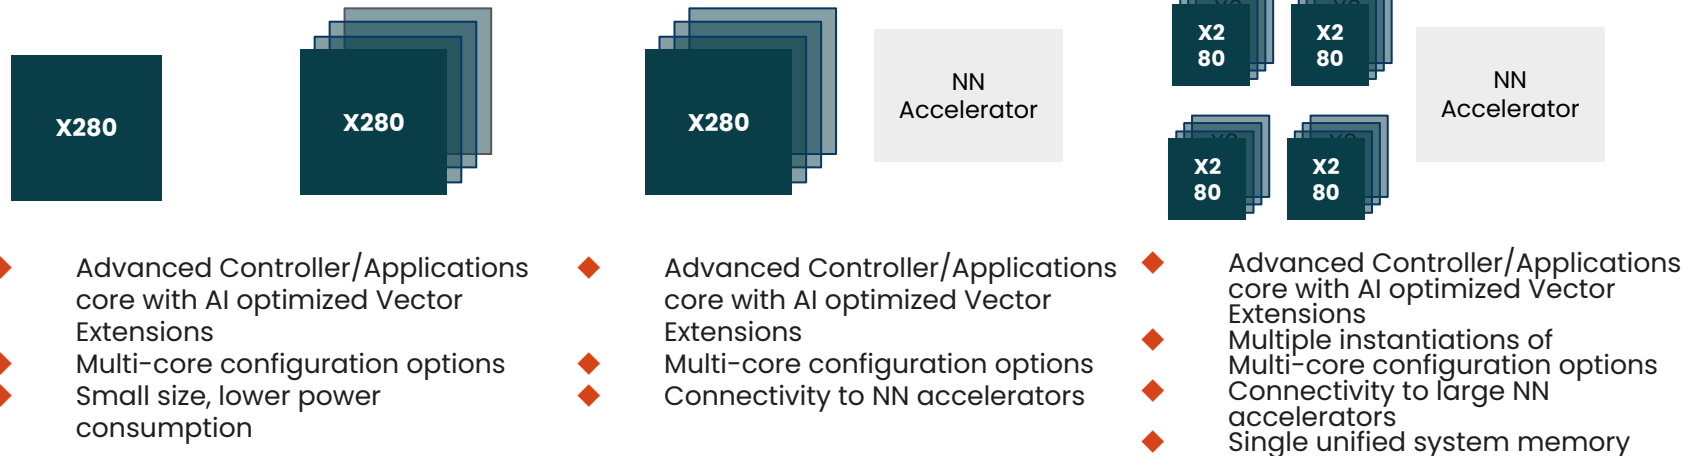 X280
X280
X280
NN
Accelerator
X2
80
X2
80
X2
80
X2
80
NN
Accelerator
Advanced Controller/Applications
core with AI optimized Vector
Extensions
Multi-core configuration options
Small size, lower power
consumption
Advanced Controller/Applications
core with AI optimized Vector
Extensions
Multi-core configuration options
Connectivity to NN accelerators
Advanced Controller/Applications
core with AI optimized Vector
Extensions
Multiple instantiations of
Multi-core configuration options
Connectivity to large NN
accelerators
Single unified system memory